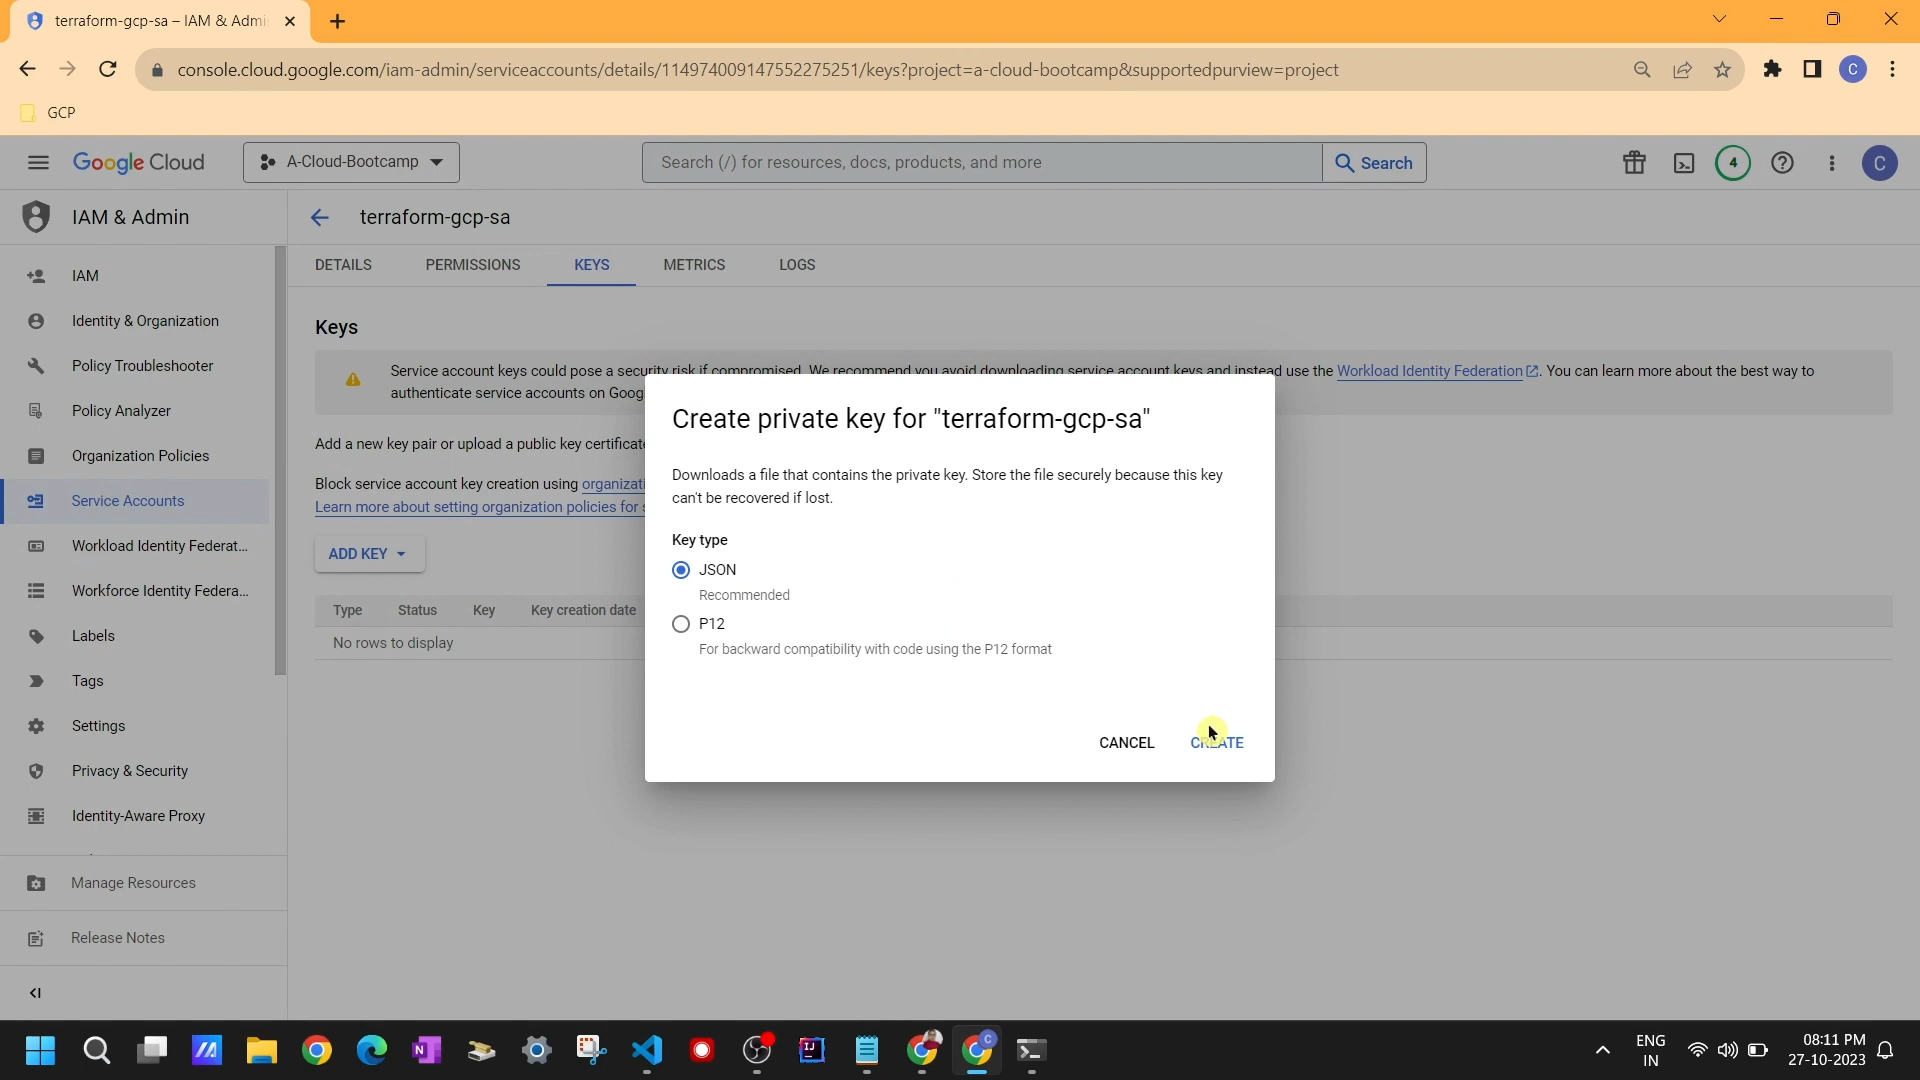 terraform-gcp-sa – IAM & Admi
console.cloud.google.com/iam-admin/serviceaccounts/details/114974009147552275251/keys?project=a-cloud-bootcamp&supportedpurview=project
C
GCP
Google Cloud
A-Cloud-Bootcamp
Search (/) for resources, docs, products, and more
Search
4
C
IAM & Admin
terraform-gcp-sa
DETAILS
PERMISSIONS
KEYS
METRICS
LOGS
IAM
Identity & Organization
Policy Troubleshooter
Policy Analyzer
Organization Policies
Service Accounts
Workload Identity Federat...
Workforce Identity Federa...
Labels
Tags
Settings
Privacy & Security
Identity-Aware Proxy
Manage Resources
Release Notes
Keys
Service account keys could pose a security risk if compromised. We recommend you avoid downloading service account keys and instead use the Workload Identity Federation. You can learn more about the best way to
authenticate service accounts on Goog
Add a new key pair or upload a public key certificate
Block service account key creation using organizati
Learn more about setting organization policies for s
ADD KEY
Type Status Key Key creation date
No rows to display
Create private key for "terraform-gcp-sa"
Downloads a file that contains the private key. Store the file securely because this key
can't be recovered if lost.
Key type
JSON
Recommended
P12
For backward compatibility with code using the P12 format
CANCEL
CREATE
ENG
IN
08:11 PM
27-10-2023